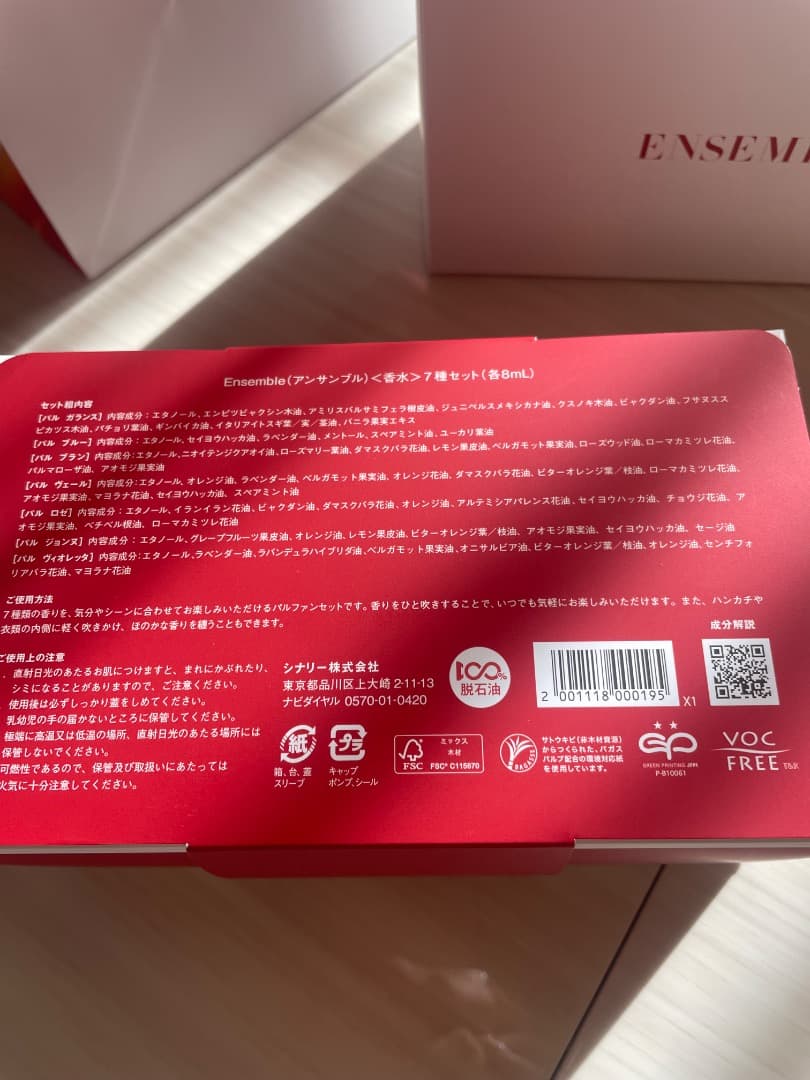 ENSEM
Ensemble（アンサンブル）＜香水＞７種セット（各8mL）
セット組内容
［パル ガランス］内容成分：エタノール、エンピツビャクシン木油、アミリスバルサミフェラ樹皮油、ジュニペルスメキシカナ油、クスノキ木油、ビャクダン油、フサヌスス
ピカツス木油、パチョリ葉油、ギンバイカ油、イタリアイトスギ葉／実／茎油、バニラ果実エキス
［パル ブルー］内容成分：エタノール、セイヨウハッカ油、ラベンダー油、メントール、スペアミント油、ユーカリ葉油
［パル ブラン］内容成分：エタノール、ニオイテンジクアオイ油、ローズマリー葉油、ダマスクバラ花油、レモン果皮油、ベルガモット果実油、ローズウッド油、ローマカミツレ花油、
パルマローザ油、アオモジ果実油
［パル ヴェール］内容成分：エタノール、オレンジ油、ラベンダー油、ベルガモット果実油、オレンジ花油、ダマスクバラ花油、ビターオレンジ葉／枝油、ローマカミツレ花油、
アオモジ果実油、マヨラナ花油、セイヨウハッカ油、スペアミント油
［パル ロゼ］内容成分：エタノール、イランイラン花油、ビャクダン油、ダマスクバラ花油、オレンジ油、アルテミシアパレンス花油、セイヨウハッカ油、チョウジ花油、ア
オモジ果実油、ベチベル根油、ローマカミツレ花油
［パル ジョンヌ］内容成分：エタノール、グレープフルーツ果皮油、オレンジ油、レモン果皮油、ビターオレンジ葉／枝油、アオモジ果実油、セイヨウハッカ油、セージ油
［パル ヴィオレッタ］内容成分：エタノール、ラベンダー油、ラバンデュラハイブリダ油、ベルガモット果実油、オニサルビア油、ビターオレンジ葉／枝油、オレンジ油、センチフォ
リアバラ花油、マヨラナ花油
ご使用方法
７種類の香りを、気分やシーンに合わせてお楽しみいただけるパルファンセットです。香りをひと吹きすることで、いつでも気軽にお楽しみいただけます。また、ハンカチや
衣類の内側に軽く吹きかけ、ほのかな香りを纏うこともできます。
ご使用上の注意
．直射日光のあたるお肌につけますと、まれにかぶれたり、
シミになることがありますので、ご注意ください。
使用後は必ずしっかり蓋をしめてください。
乳幼児の手の届かないところに保管してください。
極端に高温又は低温の場所、直射日光のあたる場所には
保管しないでください。
可燃性であるので、保管及び取扱いにあたっては
火気に十分注意してください。
シナリー株式会社
東京都品川区上大崎 2-11-13
ナビダイヤル 0570-01-0420
100%
脱石油
2 001118 000195
X1
成分解説
紙
箱、台、蓋
スリーブ
プラ
キャップ
ポンプ、シール
FSC
ミックス
木材
FSC® C115670
BAGASSE
サトウキビ（非木材資源）
からつくられた、バガス
パルプ配合の環境対応紙
を使用しています。
GREEN PRINTING JFPI
P-B10061
VOC
FREE T&K